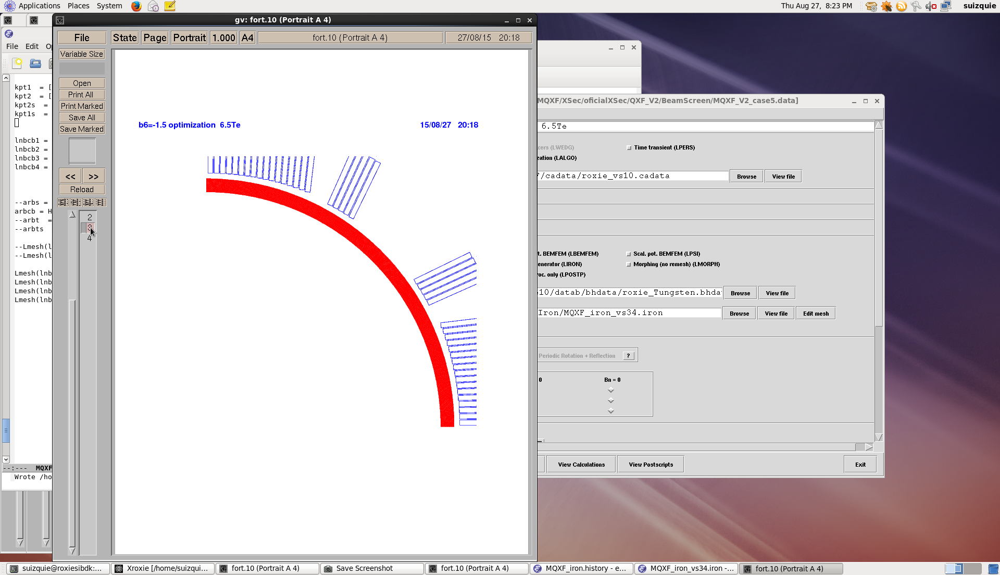 Applications Places System
Thu Aug 27, 8:23 PM
suizquie
gv: fort.10 (Portrait A 4)
File State Page Portrait 1.000 A4 fort.10 (Portrait A 4) 27/08/15 20:18
Variable Size
Open
Print All
Print Marked
Save All
Save Marked
<< >>
Reload
2
3
4
b6=-1.5 optimization 6.5Te
15/08/27 20:18
File Edit
kpt1 = [
kpt2 = [
kpt2s =
kpt1s =
lnbcb1 =
lnbcb2 =
lnbcb3 =
lnbcb4 =
--arbs =
arbcb = H
--arbt =
--arbts
--Lmesh(l
--Lmesh(l
Lmesh(lnb
Lmesh(lnb
Lmesh(lnb
Lmesh(lnb
--:--- MQXF
Wrote /ho
MQXF/XSec/oficialXSec/QXF_V2/BeamScreen/MQXF_V2_case5.data]
6.5Te
cers (LWEDG) Time transient (LPERS)
zation (LALGO)
/cadata/roxie_vs10.cadata Browse View file
t. BEMFEM (LBEMFEM) Scal. pot. BEMFEM (LPSI)
enerator (LIRON) Morphing (no remesh) (LMORPH)
roc. only (LPOSTP)
10/datab/bhdata/roxie_Tungsten.bhda Browse View file
Iron/MQXF_iron_vs34.iron Browse View file Edit mesh
Periodic Rotation + Reflection ?
0 Bn = 0
View Calculations View Postscripts Exit
suizquie@roxiesibdk:... Xroxie [/home/suizqui... fort.10 (Portrait A 4) Save Screenshot fort.10 (Portrait A 4) MQXF_iron.history - e... MQXF_iron_vs34.iron -... fort.10 (Portrait A 4)